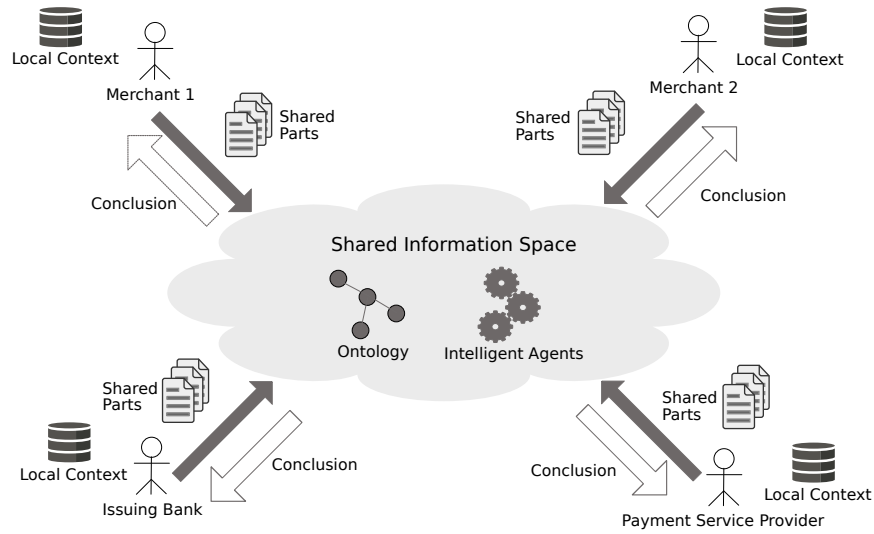 Local Context
Merchant 1
Shared
Parts
Conclusion
Local Context
Merchant 2
Shared
Parts
Conclusion
Shared Information Space
Ontology
Intelligent Agents
Shared
Parts
Local Context
Issuing Bank
Conclusion
Shared
Parts
Conclusion
Local Context
Payment Service Provider